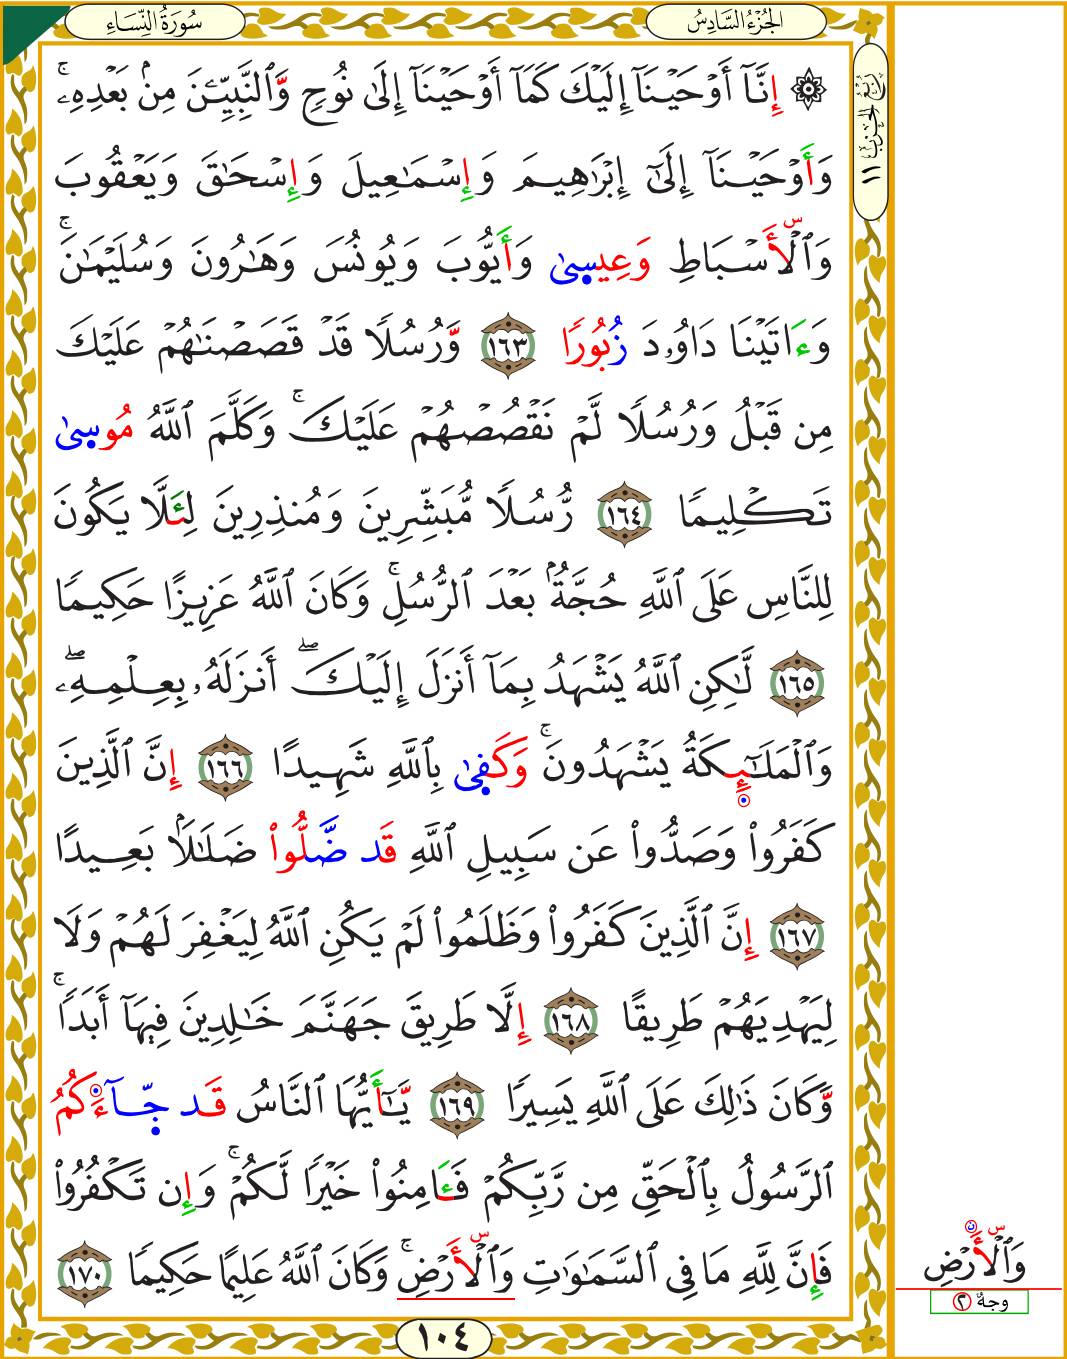 سُورَةُ النِّسَاءِ
الجُزْءُ السَّادِسُ
رُبْعُ الحِزْبِ ١١
۞ إِنَّآ أَوْحَيْنَآ إِلَيْكَ كَمَآ أَوْحَيْنَآ إِلَىٰ نُوحٍ وَّٱلنَّبِيِّـۧنَ مِنۢ بَعْدِهِۦۚ
وَأَوْحَيْنَآ إِلَىٰٓ إِبْرَٰهِيمَ وَإِسْمَٰعِيلَ وَإِسْحَٰقَ وَيَعْقُوبَ
وَٱلْأَسْبَاطِ وَعِيسىٰ وَأَيُّوبَ وَيُونُسَ وَهَٰرُونَ وَسُلَيْمَٰنَۚ
وَءَاتَيْنَا دَاوُۥدَ زُبُورًا ١٦٣ وَّرُسُلًا قَدْ قَصَصْنَٰهُمْ عَلَيْكَ
مِن قَبْلُ وَرُسُلًا لَّمْ نَقْصُصْهُمْ عَلَيْكَۚ وَكَلَّمَ ٱللَّهُ مُوسىٰ
تَكْلِيمًا ١٦٤ رُّسُلًا مُّبَشِّرِينَ وَمُنذِرِينَ لِئَلَّا يَكُونَ
لِلنَّاسِ عَلَى ٱللَّهِ حُجَّةٌۢ بَعْدَ ٱلرُّسُلِۚ وَكَانَ ٱللَّهُ عَزِيزًا حَكِيمًا
١٦٥ لَّٰكِنِ ٱللَّهُ يَشْهَدُ بِمَآ أَنزَلَ إِلَيْكَۖ أَنزَلَهُۥ بِعِلْمِهِۦۖ
وَٱلْمَلَٰٓئِكَةُ يَشْهَدُونَۚ وَكَفىٰ بِٱللَّهِ شَهِيدًا ١٦٦ إِنَّ ٱلَّذِينَ
كَفَرُوا۟ وَصَدُّوا۟ عَن سَبِيلِ ٱللَّهِ قَد ضَّلُّوا۟ ضَلَٰلًۢا بَعِيدًا
١٦٧ إِنَّ ٱلَّذِينَ كَفَرُوا۟ وَظَلَمُوا۟ لَمْ يَكُنِ ٱللَّهُ لِيَغْفِرَ لَهُمْ وَلَا
لِيَهْدِيَهُمْ طَرِيقًا ١٦٨ إِلَّا طَرِيقَ جَهَنَّمَ خَٰلِدِينَ فِيهَآ أَبَدًاۚ
وَّكَانَ ذَٰلِكَ عَلَى ٱللَّهِ يَسِيرًا ١٦٩ يَّٰٓأَيُّهَا ٱلنَّاسُ قَد جِّآءَكُمُ
ٱلرَّسُولُ بِٱلْحَقِّ مِن رَّبِّكُمْ فَـَٔامِنُوا۟ خَيْرًا لَّكُمْۚ وَإِن تَكْفُرُوا۟
فَإِنَّ لِلَّهِ مَا فِي ٱلسَّمَٰوَٰتِ وَٱلْأَرْضِۚ وَكَانَ ٱللَّهُ عَلِيمًا حَكِيمًا ١٧٠
وَٱلْأَرْضِ
وجهٌ ٢
١٠٤